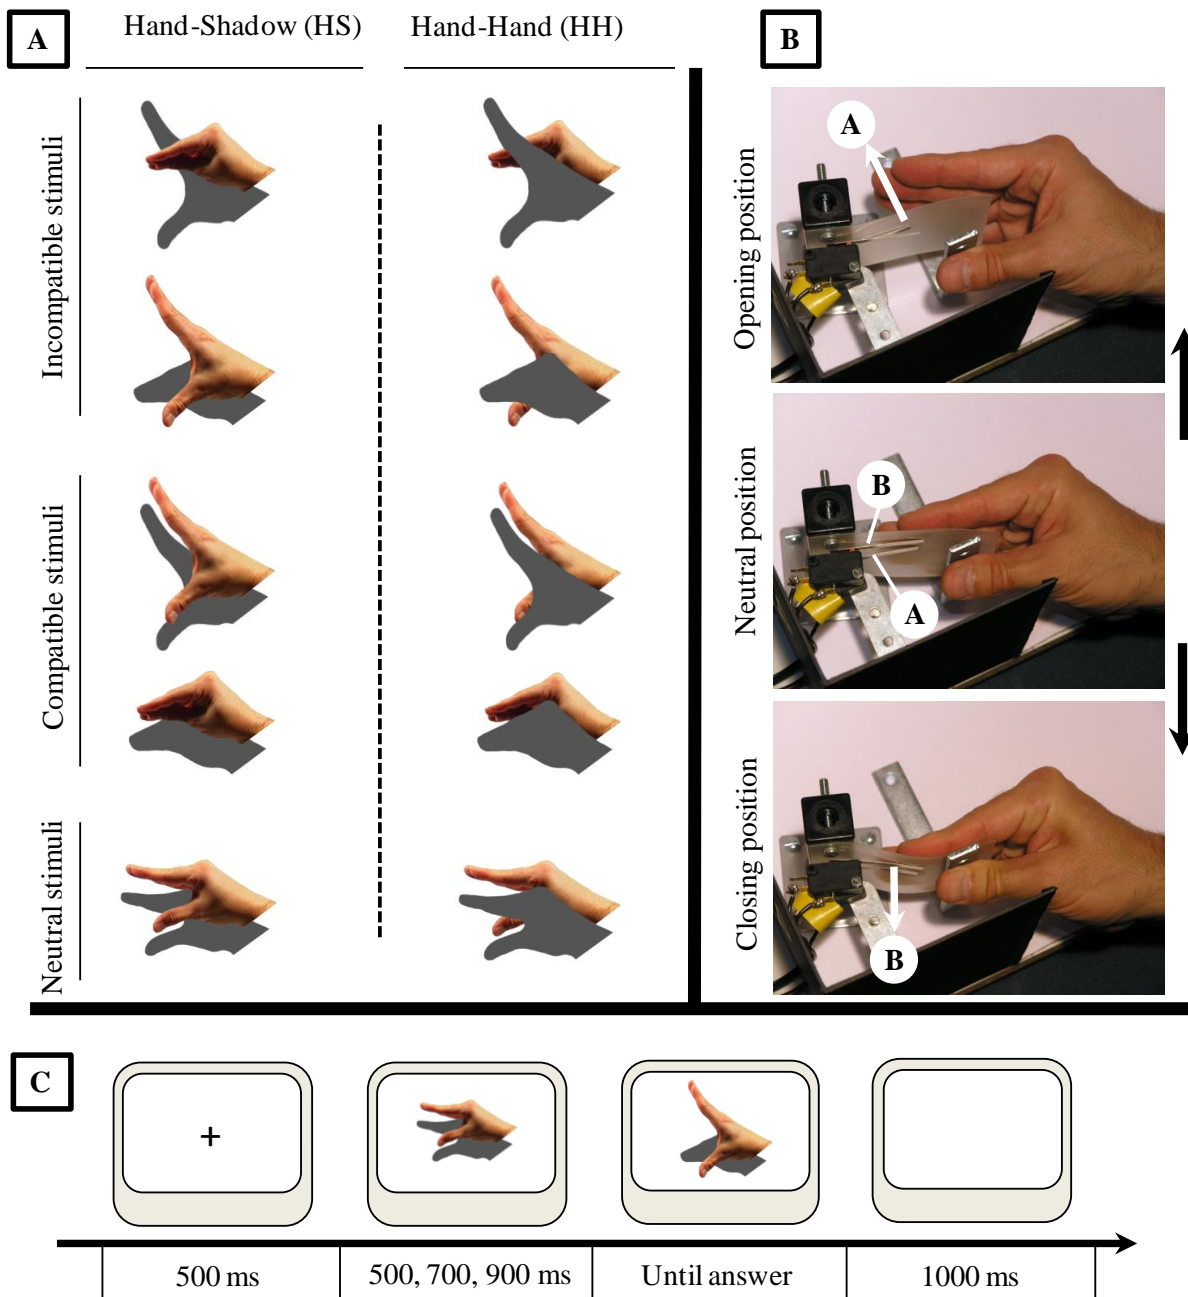 A
Hand-Shadow (HS)
Hand-Hand (HH)
Incompatible stimuli
Compatible stimuli
Neutral stimuli
B
Opening position
A
Neutral position
B
A
Closing position
B
C
+
500 ms
500, 700, 900 ms
Until answer
1000 ms